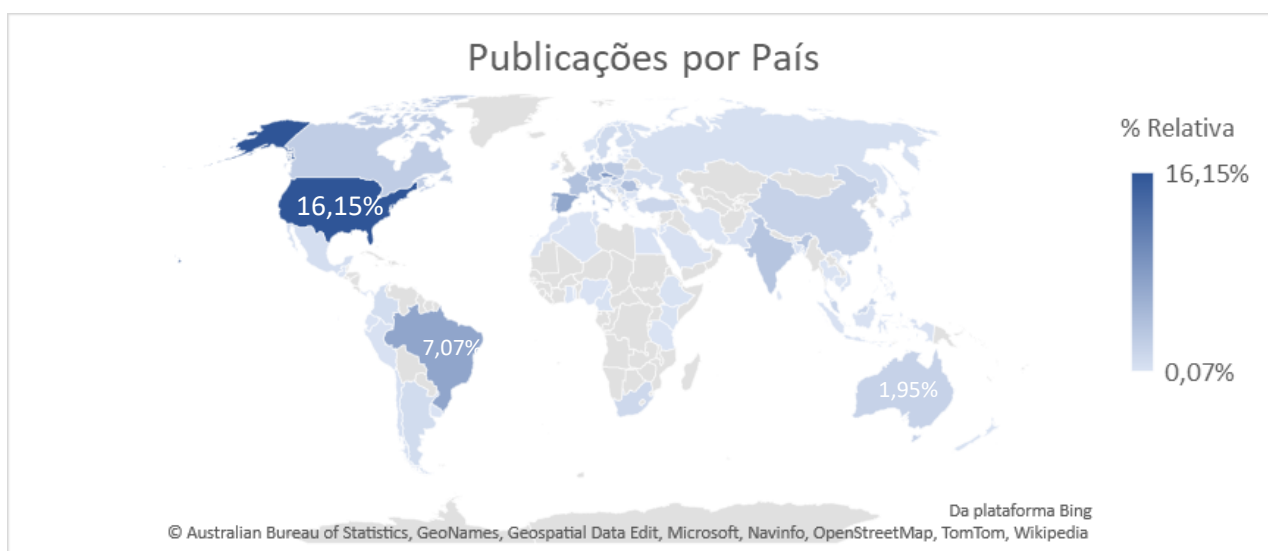 Publicações por País
% Relativa
16,15%
16,15%
7,07%
1,95%
0,07%
Da plataforma Bing
© Australian Bureau of Statistics, GeoNames, Geospatial Data Edit, Microsoft, Navinfo, OpenStreetMap, TomTom, Wikipedia